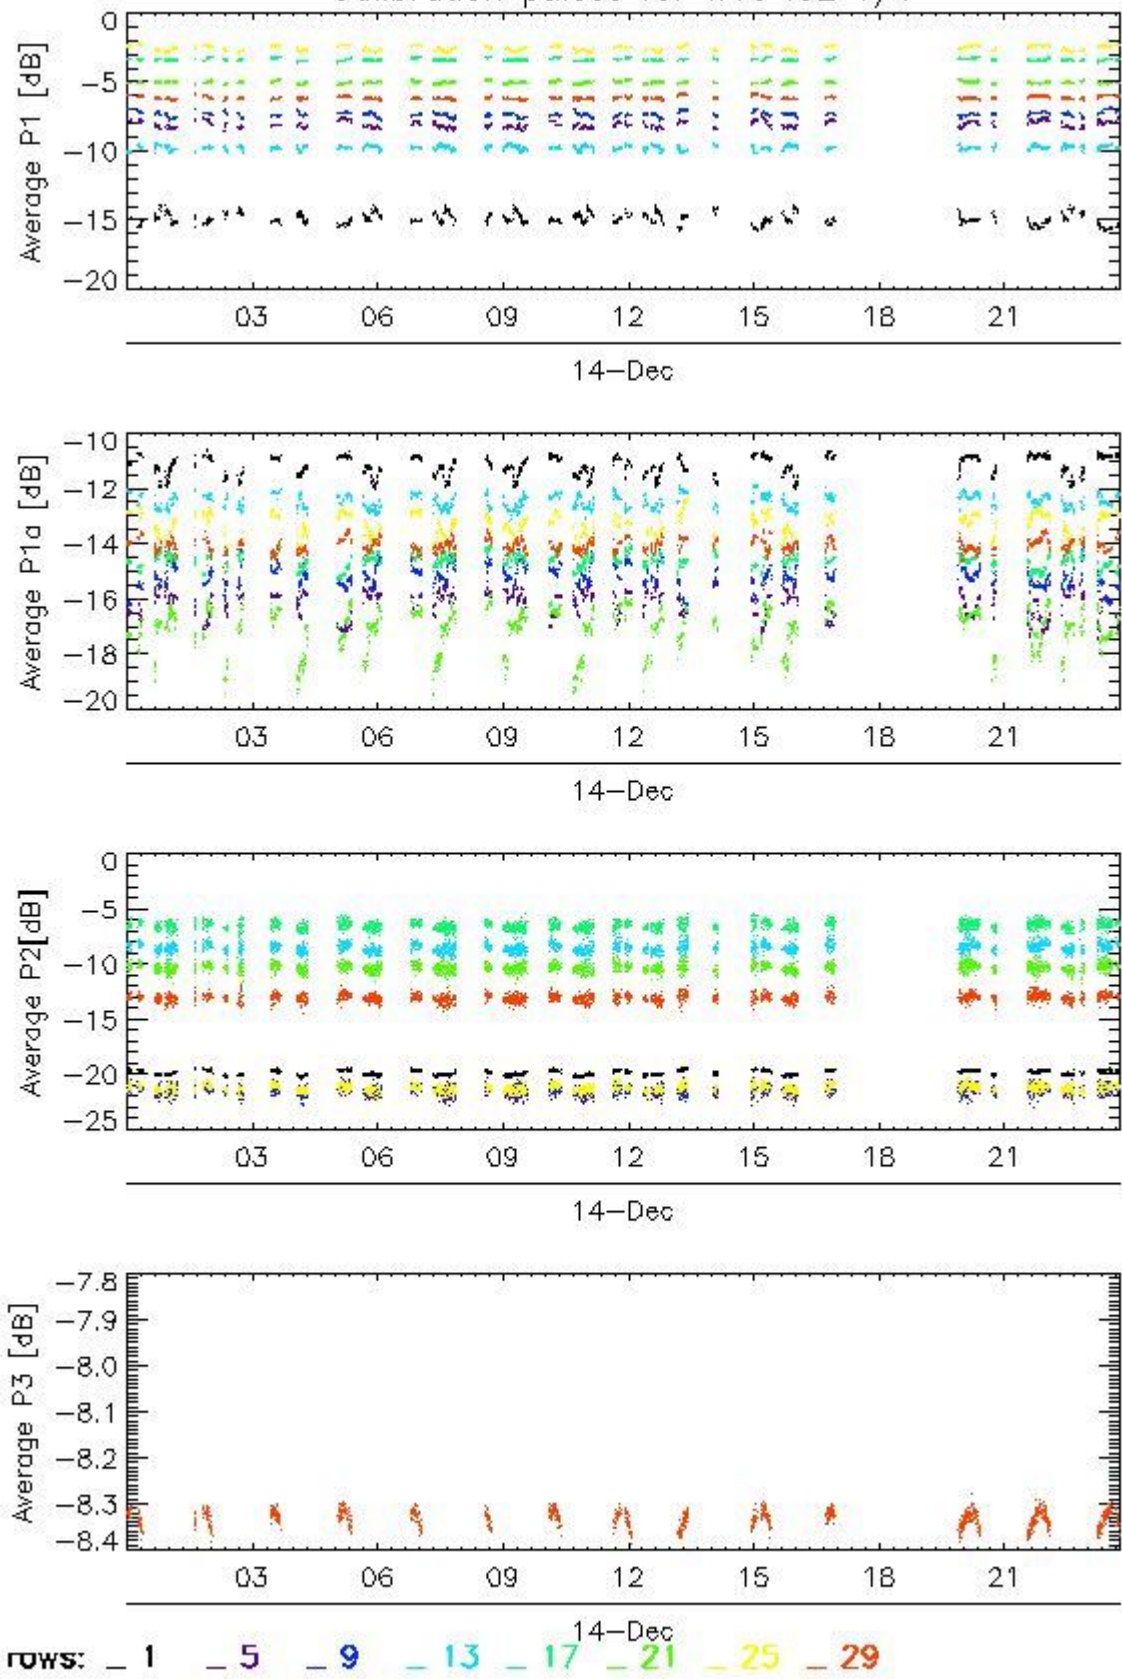 0
−5
−10
−15
−20
Average P1 [dB]
03 06 09 12 15 18 21
14−Dec
−10
−12
−14
−16
−18
−20
Average P1a [dB]
03 06 09 12 15 18 21
14−Dec
0
−5
−10
−15
−20
−25
Average P2[dB]
03 06 09 12 15 18 21
14−Dec
−7.8
−7.9
−8.0
−8.1
−8.2
−8.3
−8.4
Average P3 [dB]
03 06 09 12 15 18 21
14−Dec
rows: _ 1 _ 5 _ 9 _ 13 _ 17 _ 21 _ 25 _ 29